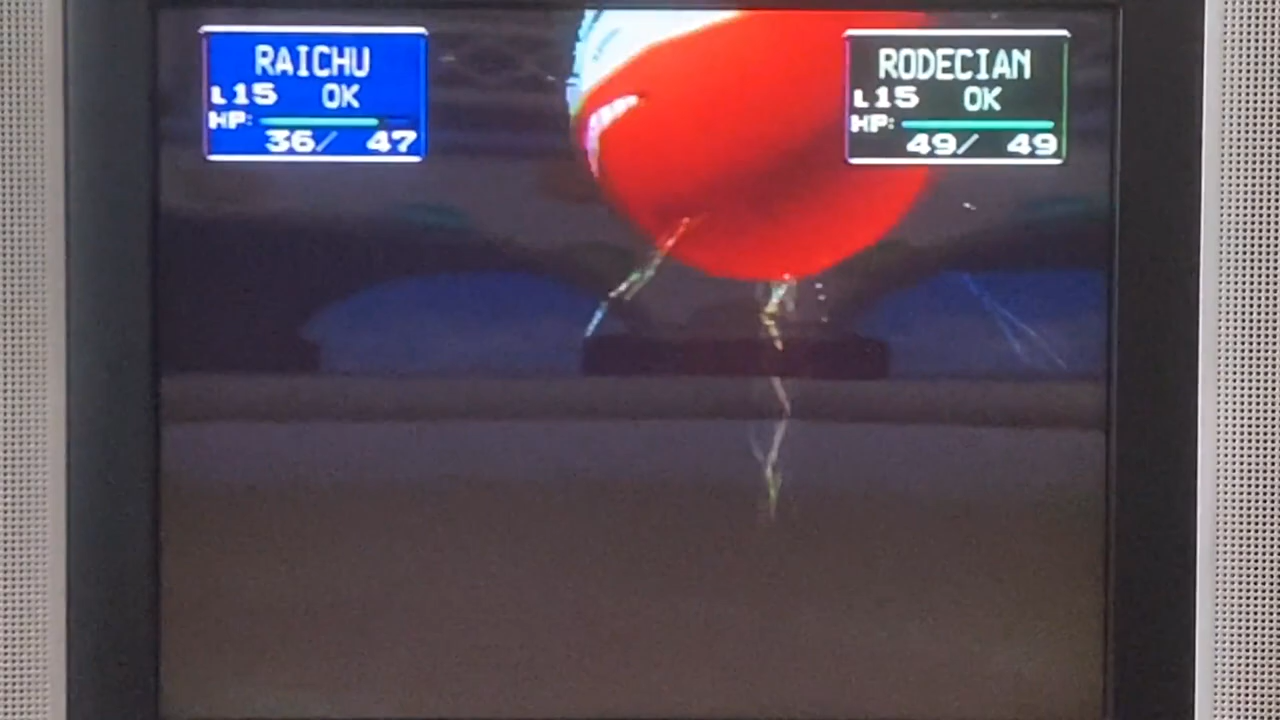 RAICHU
L15 OK
HP:
36/ 47
RODECIAN
L15 OK
HP:
49/ 49